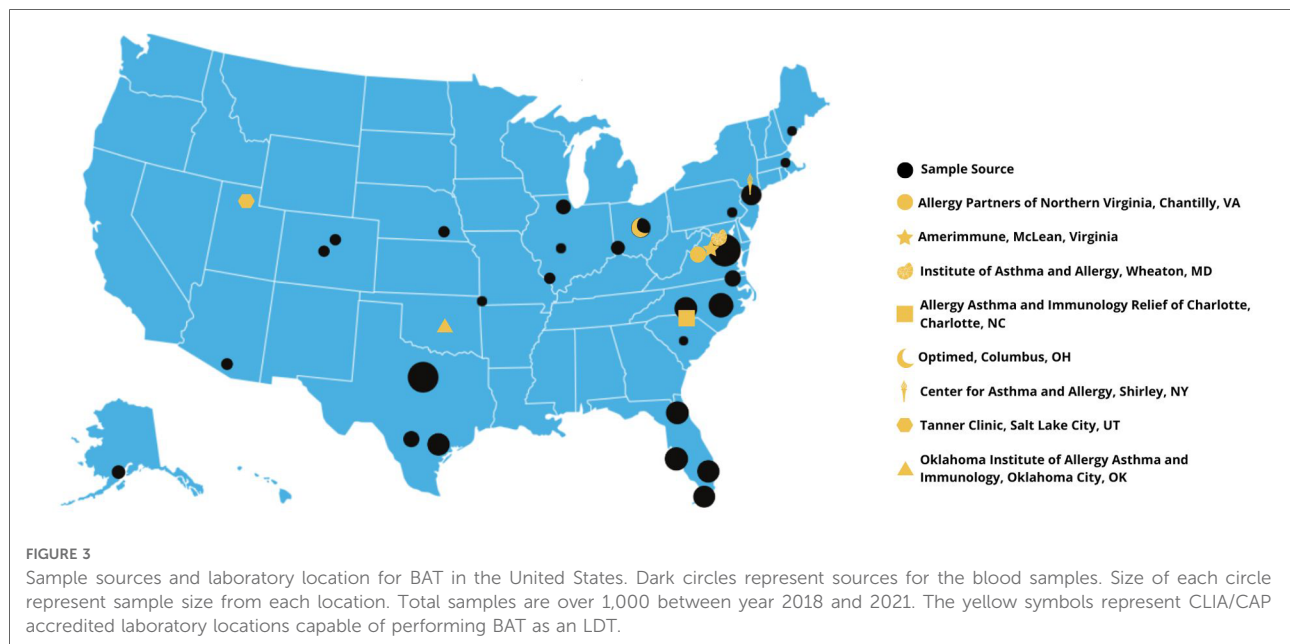 Sample Source
Allergy Partners of Northern Virginia, Chantilly, VA
Amerimmune, McLean, Virginia
Institute of Asthma and Allergy, Wheaton, MD
Allergy Asthma and Immunology Relief of Charlotte,
Charlotte, NC
Optimed, Columbus, OH
Center for Asthma and Allergy, Shirley, NY
Tanner Clinic, Salt Lake City, UT
Oklahoma Institute of Allergy Asthma and
Immunology, Oklahoma City, OK
FIGURE 3
Sample sources and laboratory location for BAT in the United States. Dark circles represent sources for the blood samples. Size of each circle
represent sample size from each location. Total samples are over 1,000 between year 2018 and 2021. The yellow symbols represent CLIA/CAP
accredited laboratory locations capable of performing BAT as an LDT.